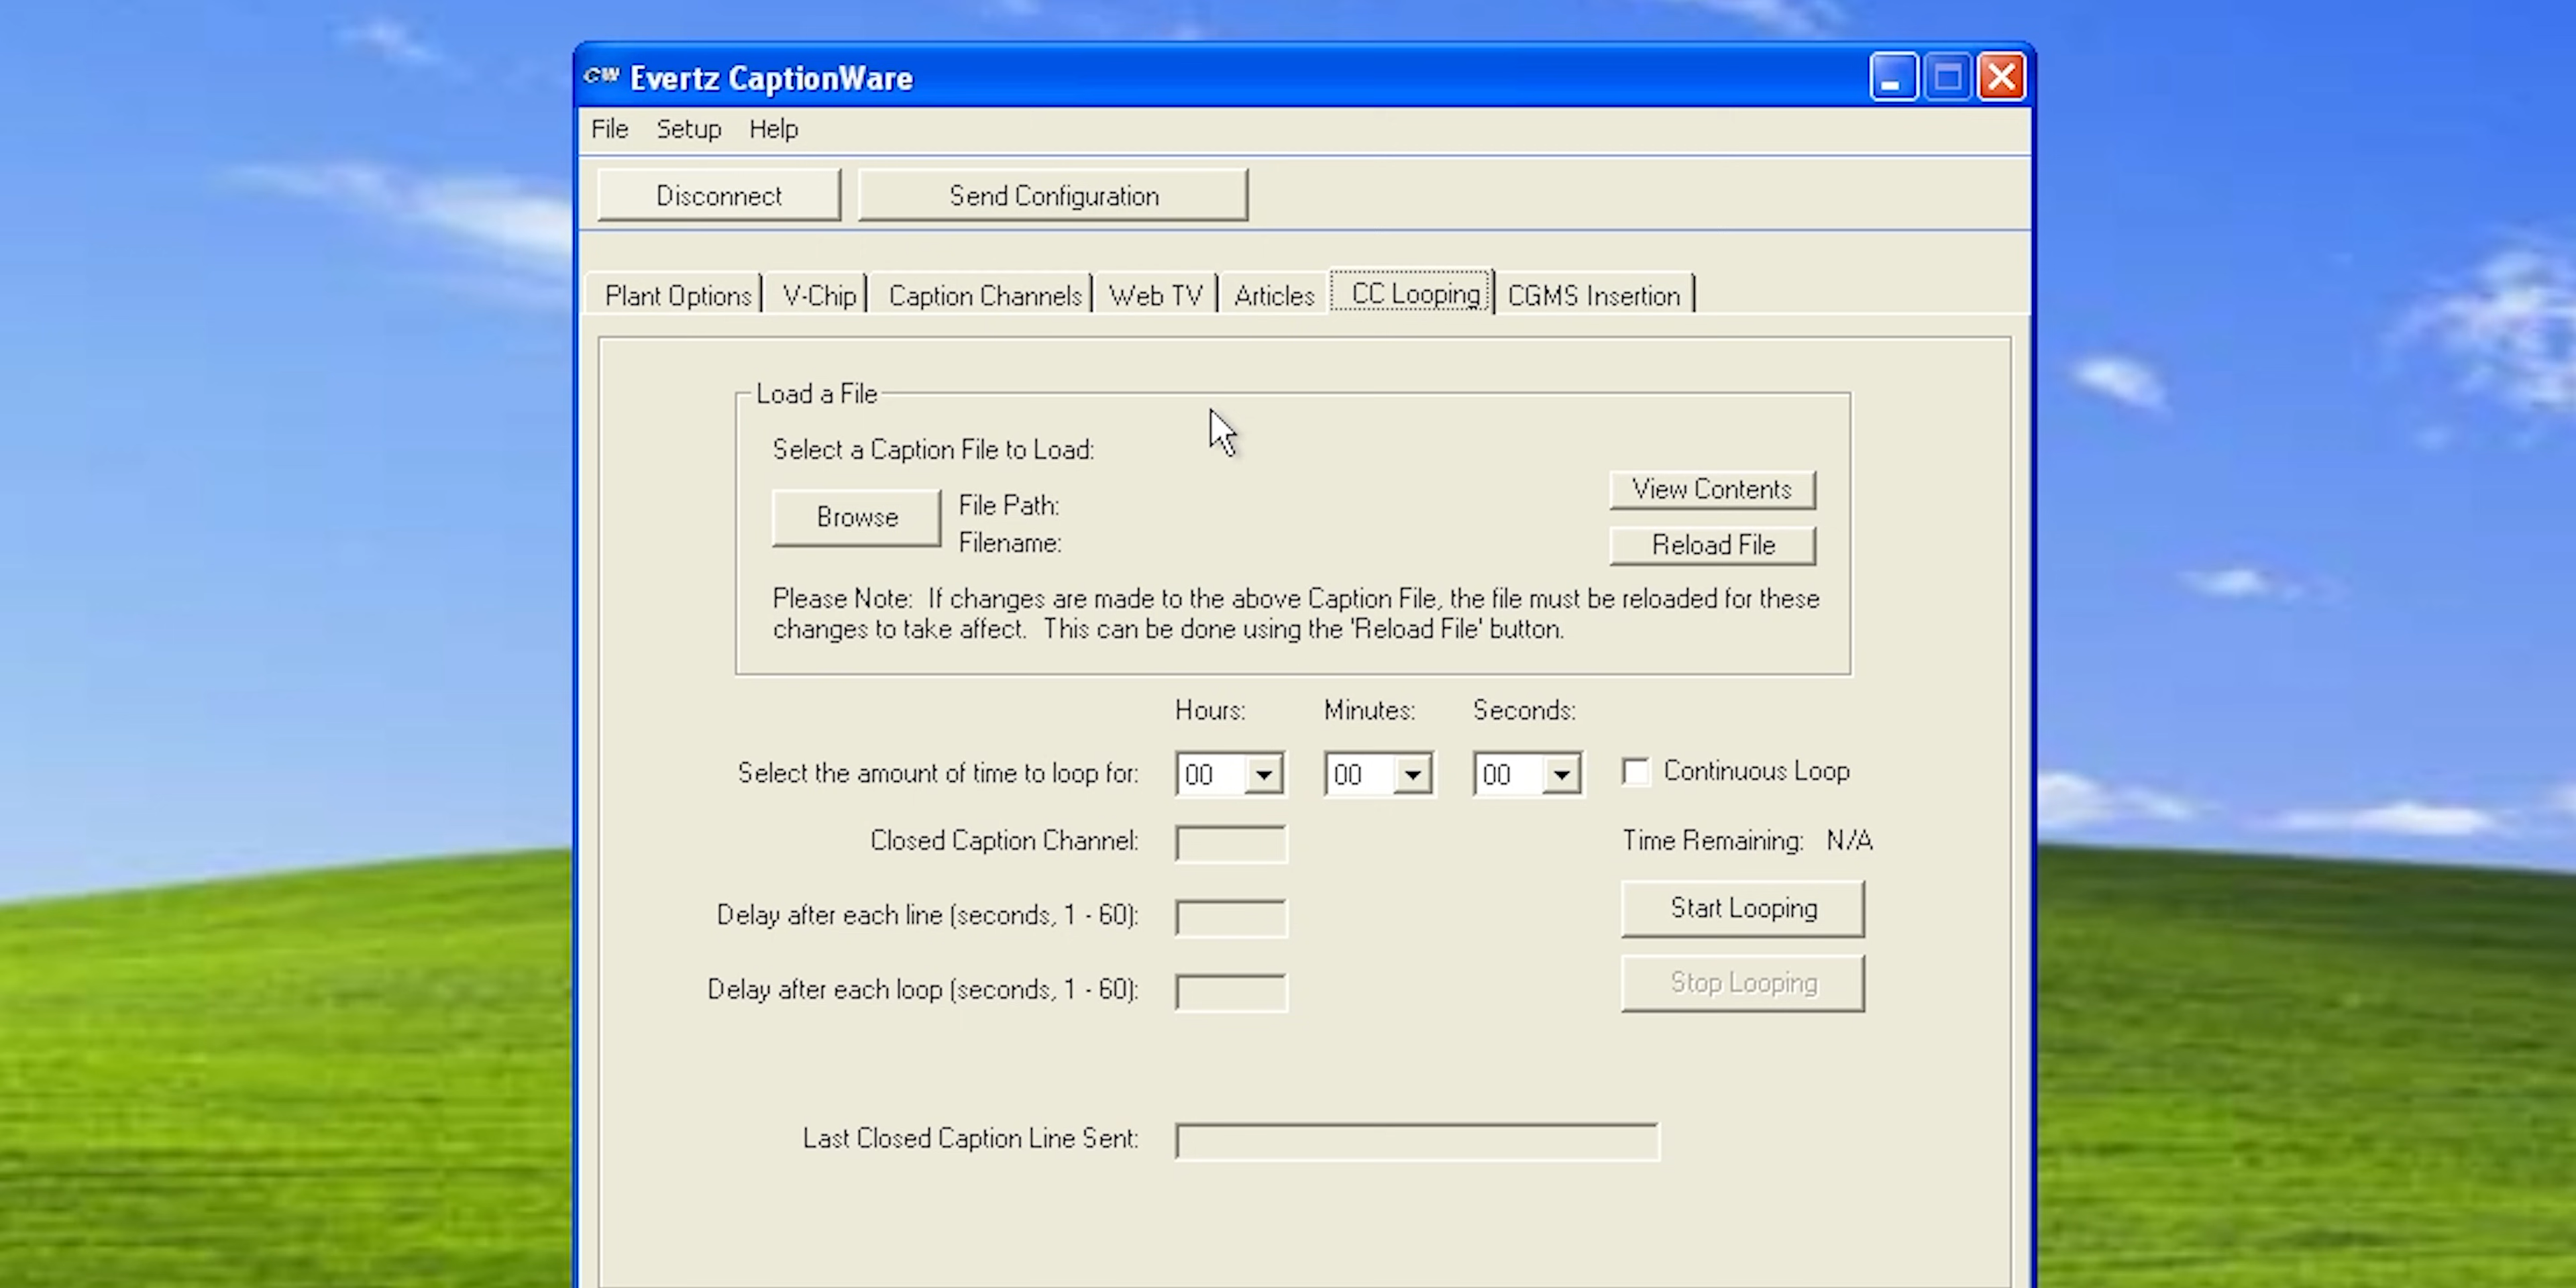 CW Evertz CaptionWare
File Setup Help
Disconnect Send Configuration
Plant Options V-Chip Caption Channels Web TV Articles CC Looping CGMS Insertion
Load a File
Select a Caption File to Load:
View Contents
Browse File Path:
Filename:
Reload File
Please Note: If changes are made to the above Caption File, the file must be reloaded for these
changes to take affect. This can be done using the 'Reload File' button.
Hours: Minutes: Seconds:
Select the amount of time to loop for: 00 00 00 Continuous Loop
Closed Caption Channel: Time Remaining: N/A
Delay after each line (seconds, 1 - 60): Start Looping
Delay after each loop (seconds, 1 - 60): Stop Looping
Last Closed Caption Line Sent: